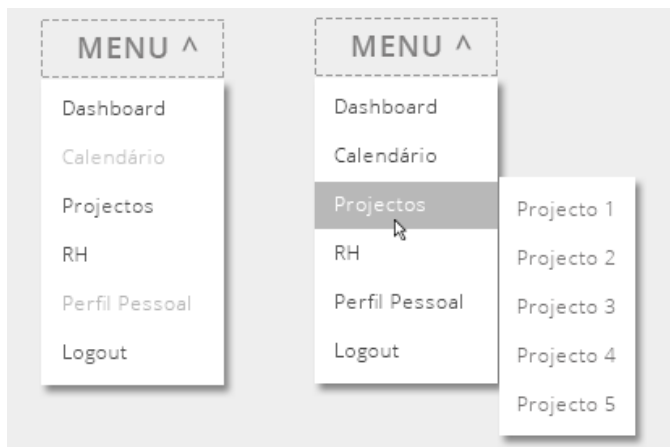 MENU ^
Dashboard
Calendário
Projectos
RH
Perfil Pessoal
Logout
MENU ^
Dashboard
Calendário
Projectos
RH
Perfil Pessoal
Logout
Projecto 1
Projecto 2
Projecto 3
Projecto 4
Projecto 5